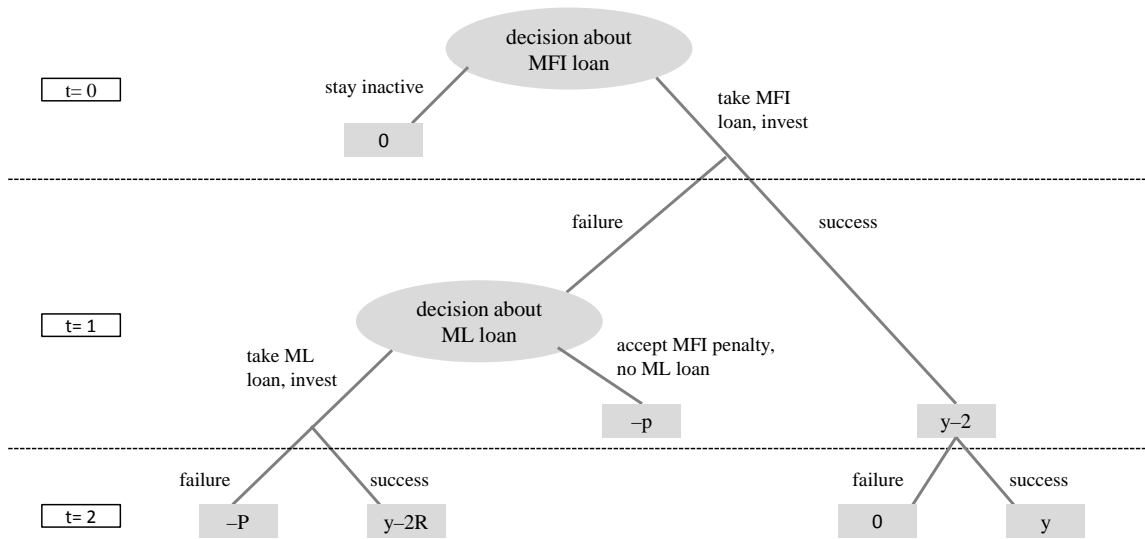 decision about
MFI loan
t= 0
stay inactive
take MFI
loan, invest
0
failure
success
decision about
ML loan
t= 1
take ML
loan, invest
accept MFI penalty,
no ML loan
–p
y–2
failure
success
failure
success
t= 2
–P
y–2R
0
y